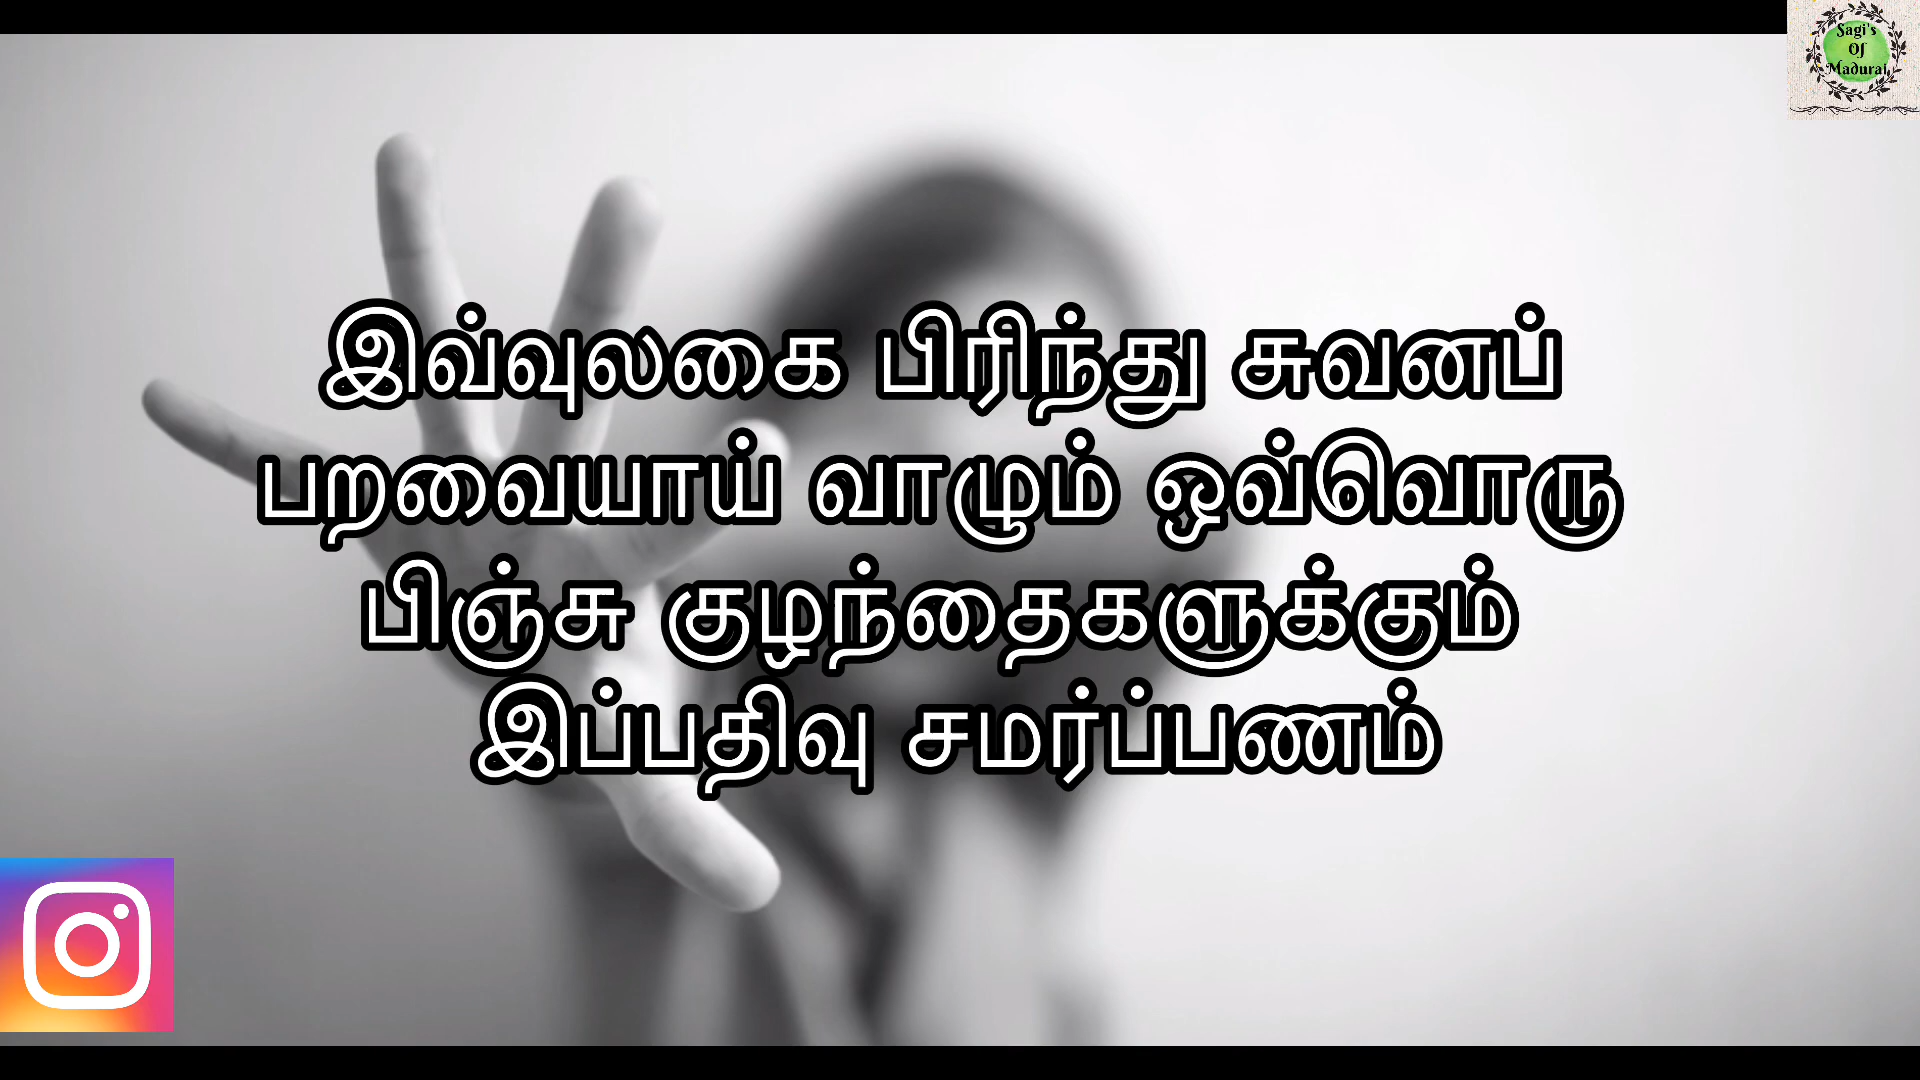 Sagi's
Of
Madurai
இவ்வுலகை பிரிந்து சுவனப்
பறவையாய் வாழும் ஒவ்வொரு
பிஞ்சு குழந்தைகளுக்கும்
இப்பதிவு சமர்ப்பணம்